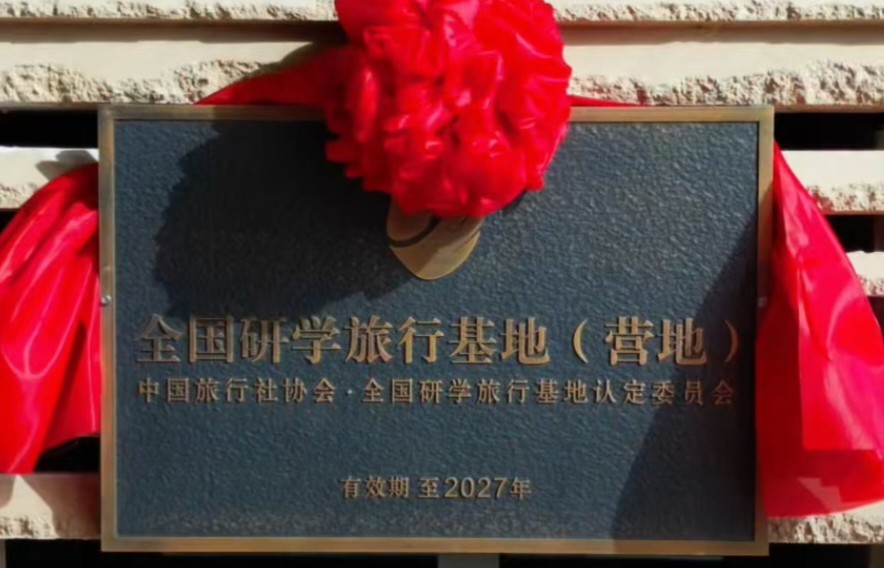 全国研学旅行基地（营地）
中国旅行社协会·全国研学旅行基地认定委员会
有效期 至2027年